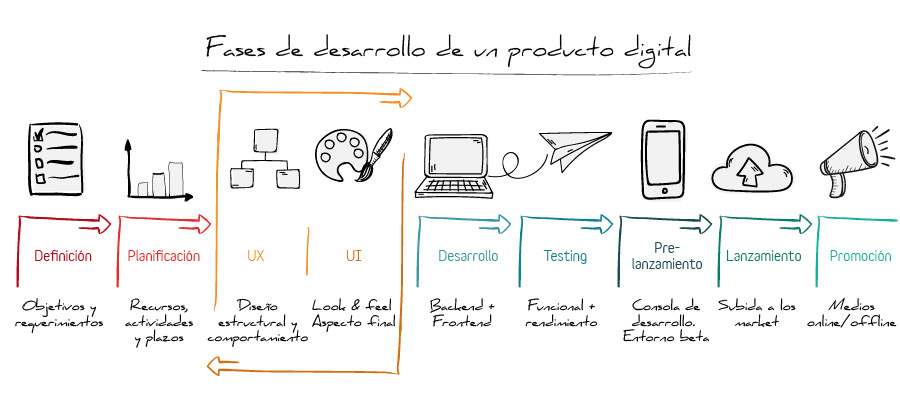 Fases de desarrollo de un producto digital
Definición
Planificación
UX
UI
Desarrollo
Testing
Pre-
lanzamiento
Lanzamiento
Promoción
Objetivos y
requerimientos
Recursos,
actividades
y plazos
Diseño
estructural y
comportamiento
Look & feel
Aspecto final
Backend +
Frontend
Funcional +
rendimiento
Consola de
desarrollo.
Entorno beta
Subida a los
market
Medios
online/offline